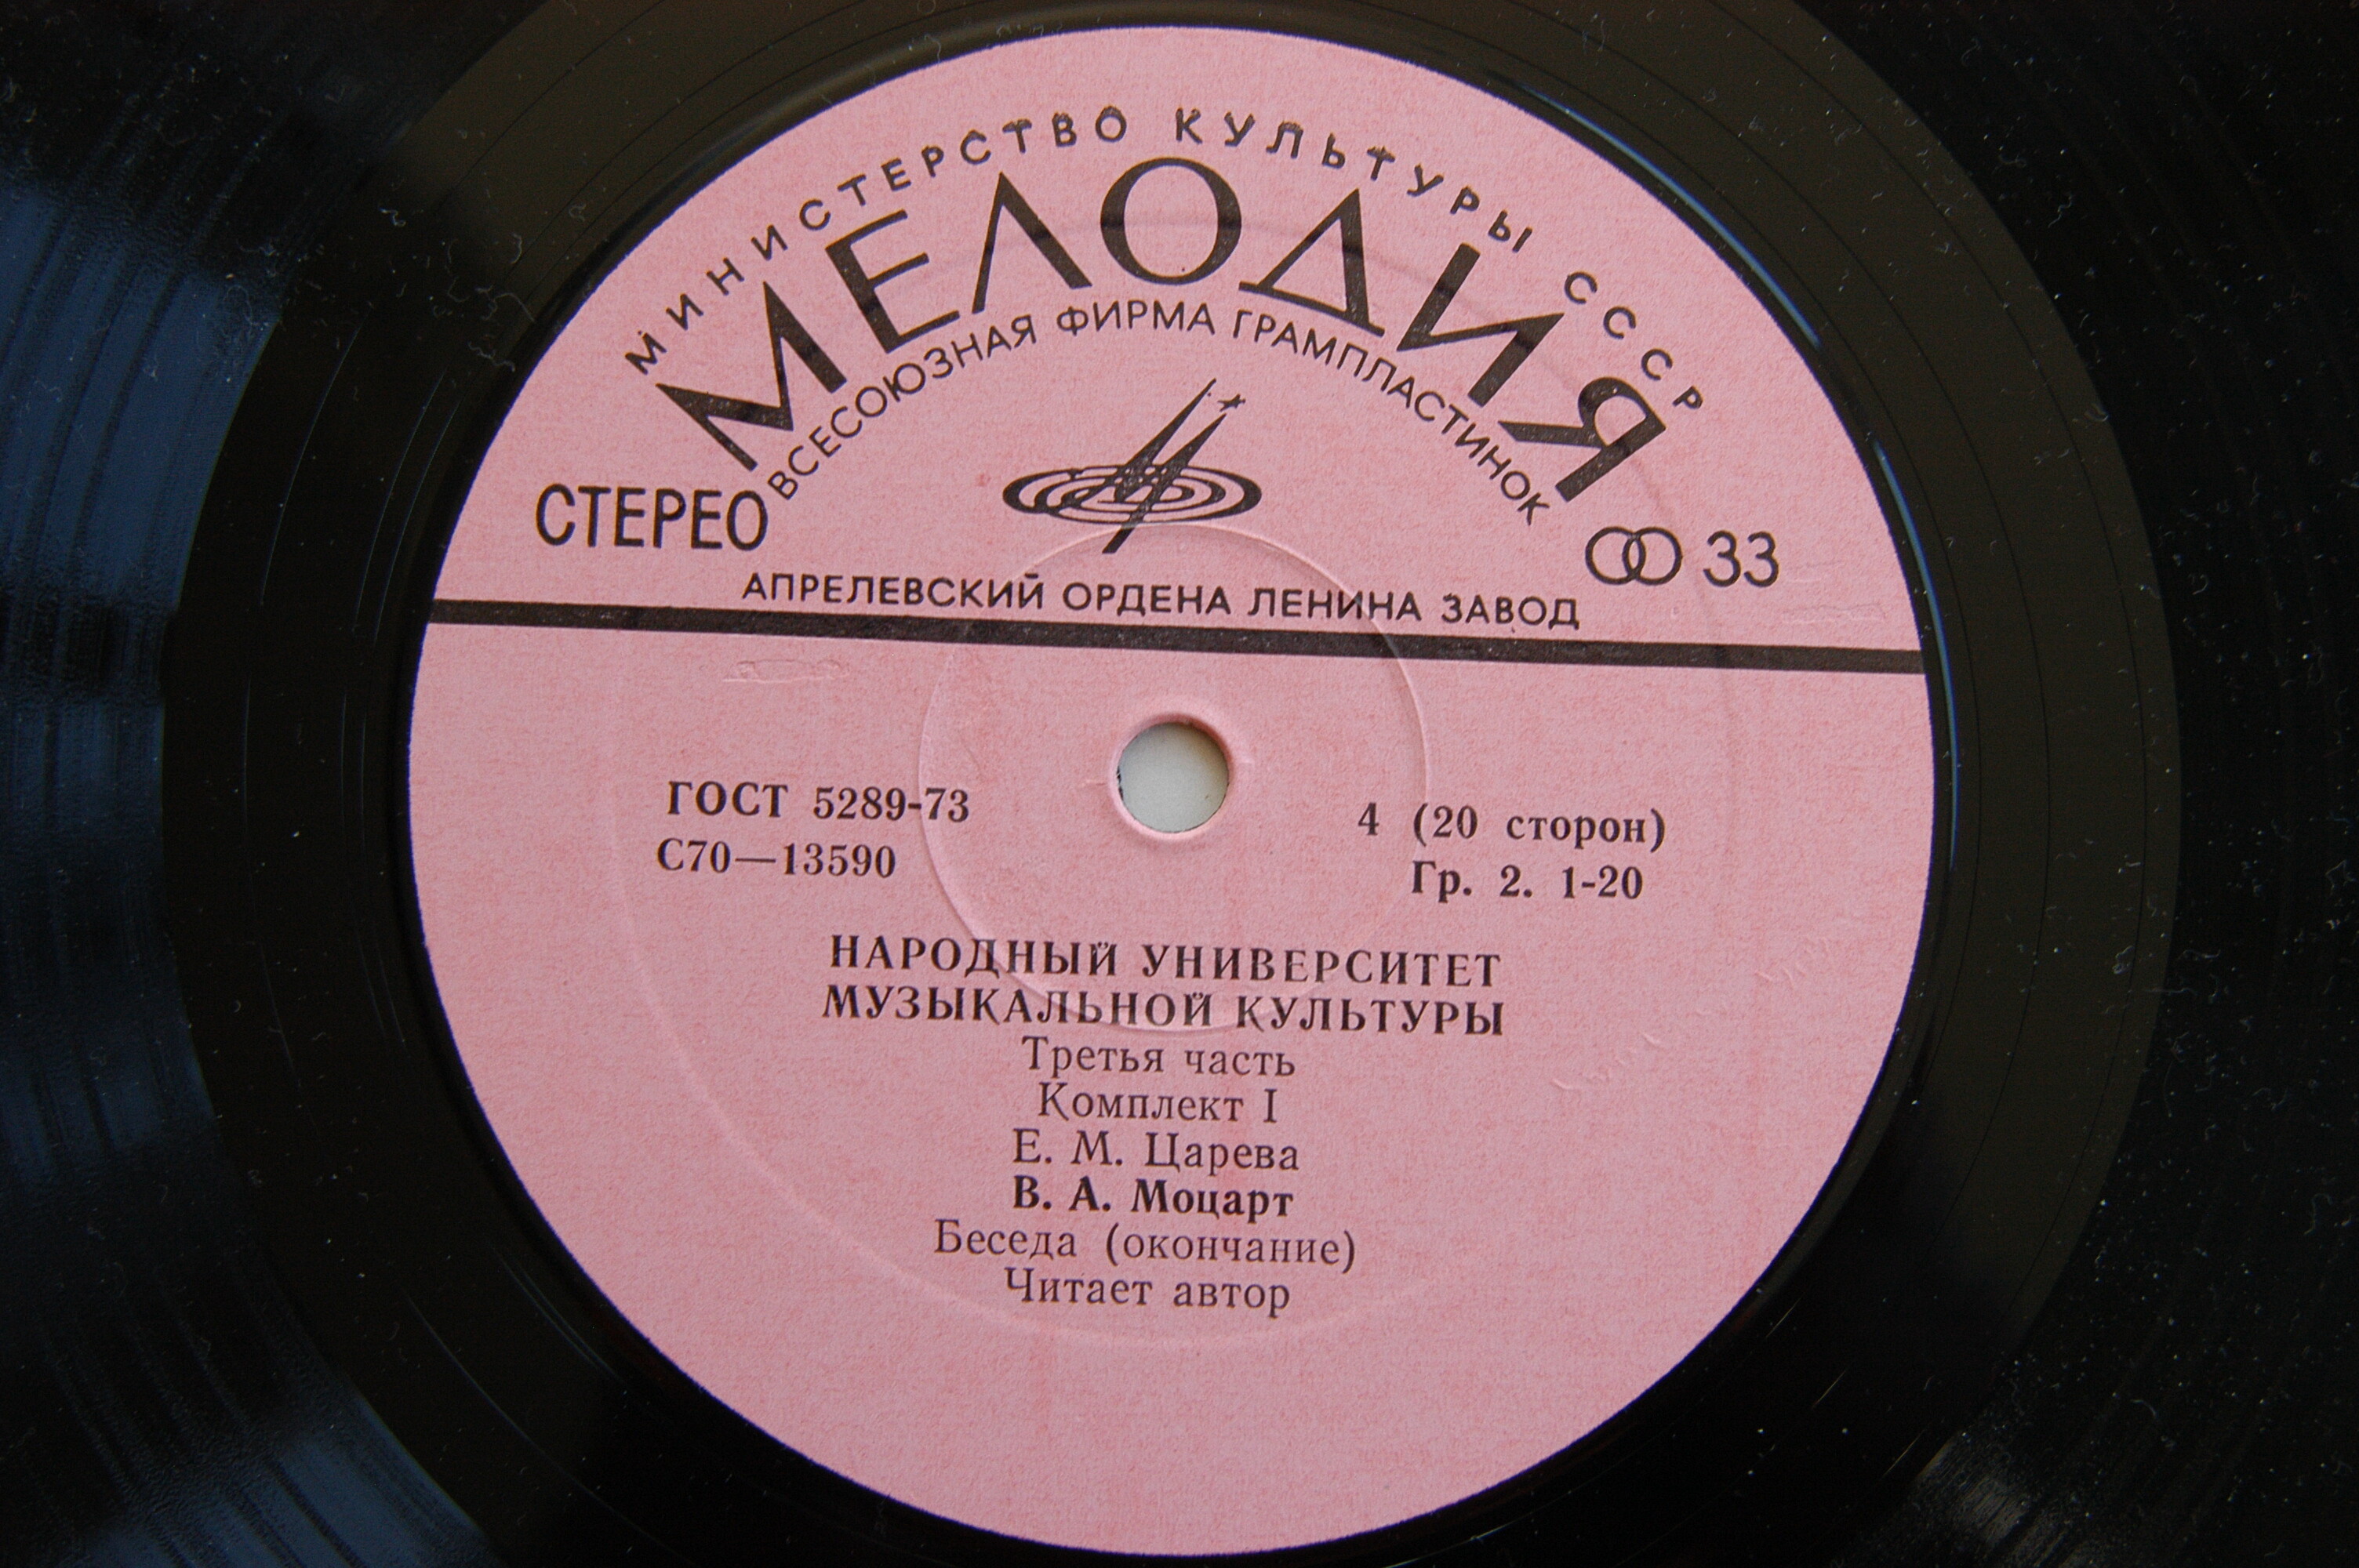 МИНИСТЕРСТВО КУЛЬТУРЫ СССР
МЕЛОДИЯ
ВСЕСОЮЗНАЯ ФИРМА ГРАМПЛАСТИНОК
СТЕРЕО
33
АПРЕЛЕВСКИЙ ОРДЕНА ЛЕНИНА ЗАВОД
ГОСТ 5289-73
4 (20 сторон)
С70—13590
Гр. 2. 1-20
НАРОДНЫЙ УНИВЕРСИТЕТ
МУЗЫКАЛЬНОЙ КУЛЬТУРЫ
Третья часть
Комплект I
Е. М. Царева
В. А. Моцарт
Беседа (окончание)
Читает автор